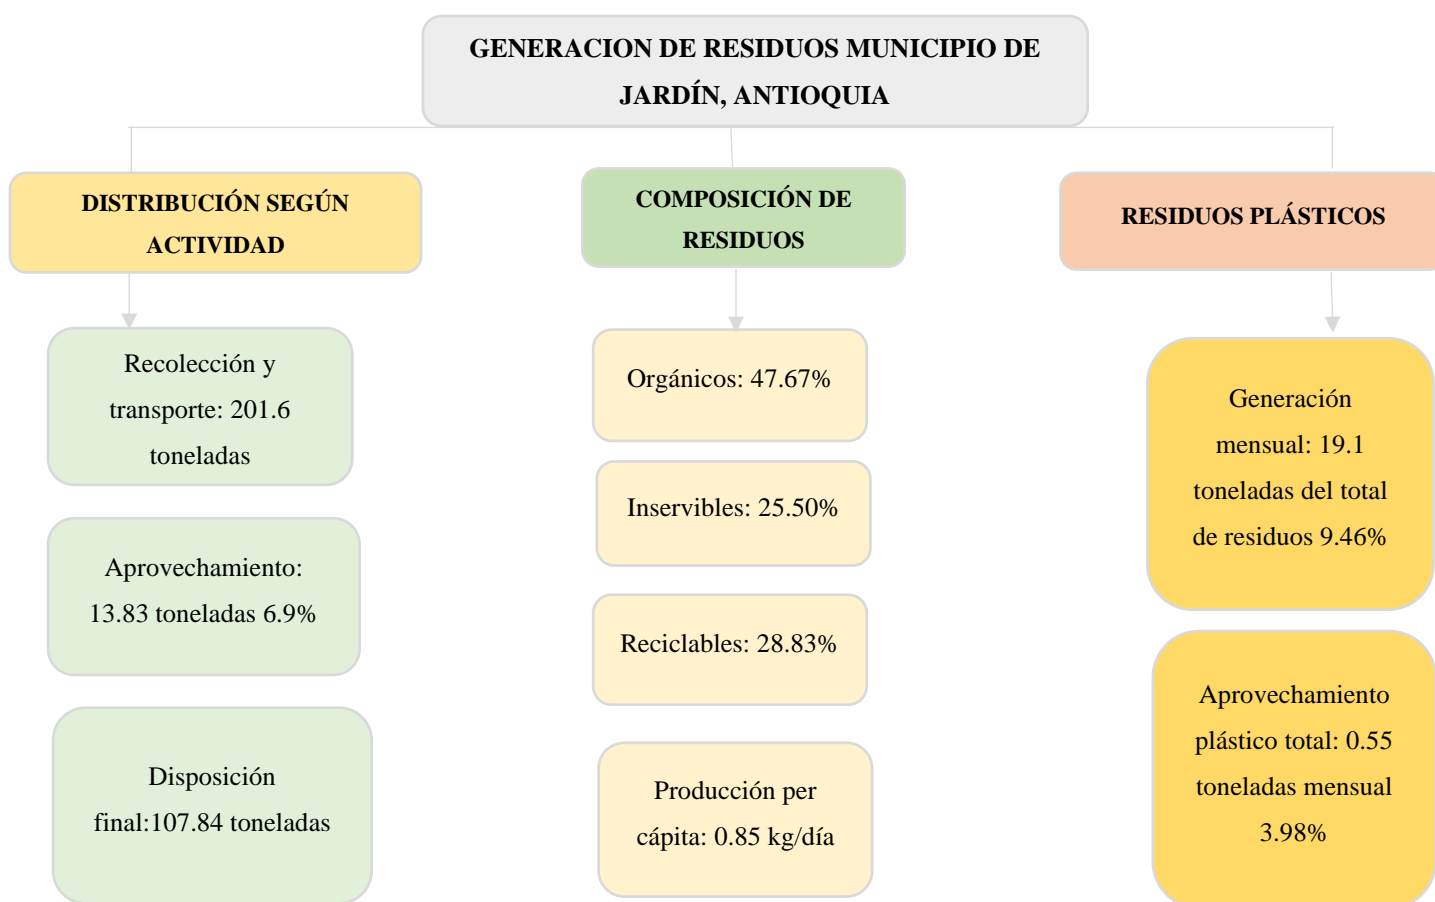 GENERACION DE RESIDUOS MUNICIPIO DE
JARDÍN, ANTIOQUIA
DISTRIBUCIÓN SEGÚN
ACTIVIDAD
Recolección y
transporte: 201.6
toneladas
Aprovechamiento:
13.83 toneladas 6.9%
Disposición
final:107.84 toneladas
COMPOSICIÓN DE
RESIDUOS
Orgánicos: 47.67%
Inservibles: 25.50%
Reciclables: 28.83%
Producción per
cápita: 0.85 kg/día
RESIDUOS PLÁSTICOS
Generación
mensual: 19.1
toneladas del total
de residuos 9.46%
Aprovechamiento
plástico total: 0.55
toneladas mensual
3.98%